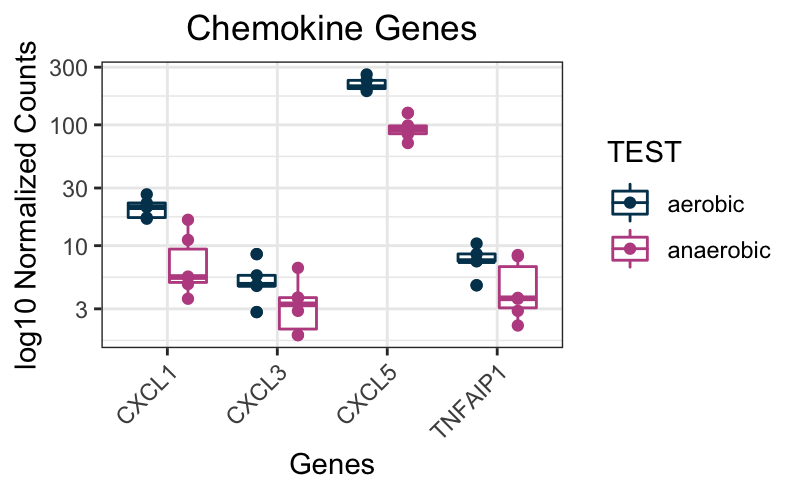 Chemokine Genes
log10 Normalized Counts
300
100
30
10
3
CXCL1
CXCL3
CXCL5
TNFAIP1
Genes
TEST
aerobic
anaerobic